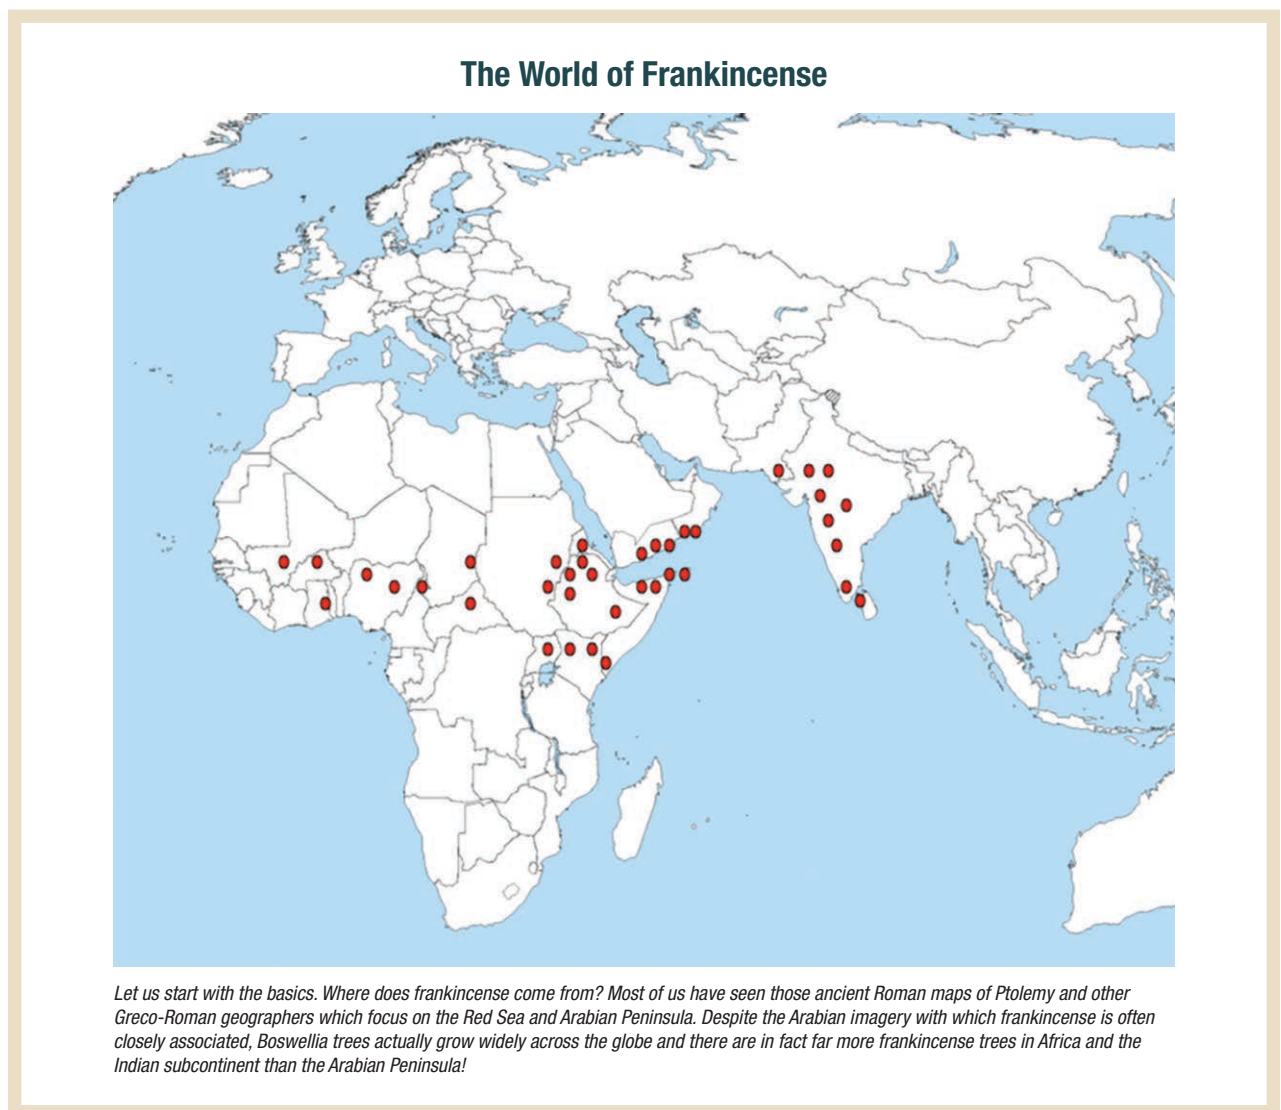 The World of Frankincense
Let us start with the basics. Where does frankincense come from? Most of us have seen those ancient Roman maps of Ptolemy and other
Greco-Roman geographers which focus on the Red Sea and Arabian Peninsula. Despite the Arabian imagery with which frankincense is often
closely associated, Boswellia trees actually grow widely across the globe and there are in fact far more frankincense trees in Africa and the
Indian subcontinent than the Arabian Peninsula!